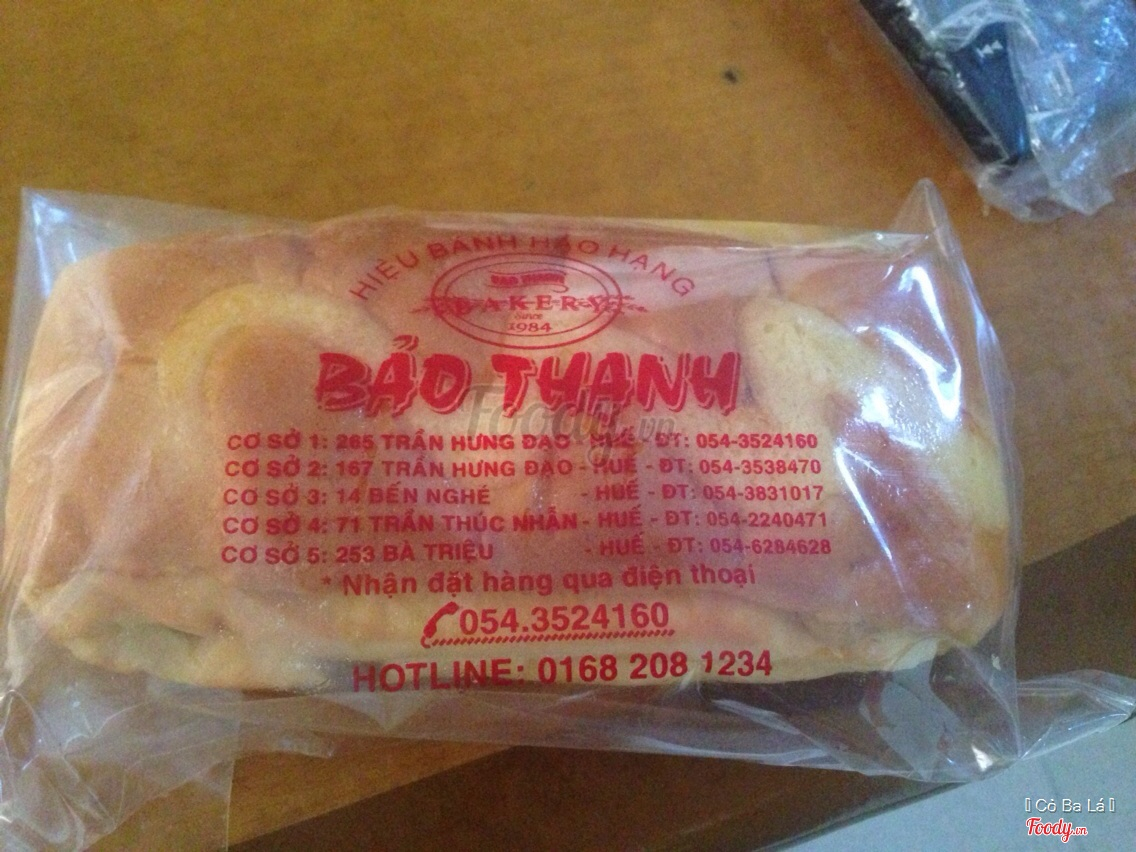 HIỆU BÁNH HẢO HẠNG
BẢO THANH
BAKERY
Since
1984
BẢO THANH
Foody.vn
CƠ SỞ 1: 265 TRẦN HƯNG ĐẠO - HUẾ - ĐT: 054-3524160
CƠ SỞ 2: 167 TRẦN HƯNG ĐẠO - HUẾ - ĐT: 054-3538470
CƠ SỞ 3: 14 BẾN NGHÉ - HUẾ - ĐT: 054-3831017
CƠ SỞ 4: 71 TRẦN THÚC NHẪN - HUẾ - ĐT: 054-2240471
CƠ SỞ 5: 253 BÀ TRIỆU - HUẾ - ĐT: 054-6284628
* Nhận đặt hàng qua điện thoại
054.3524160
HOTLINE: 0168 208 1234
Cỏ Ba Lá
Foody.vn